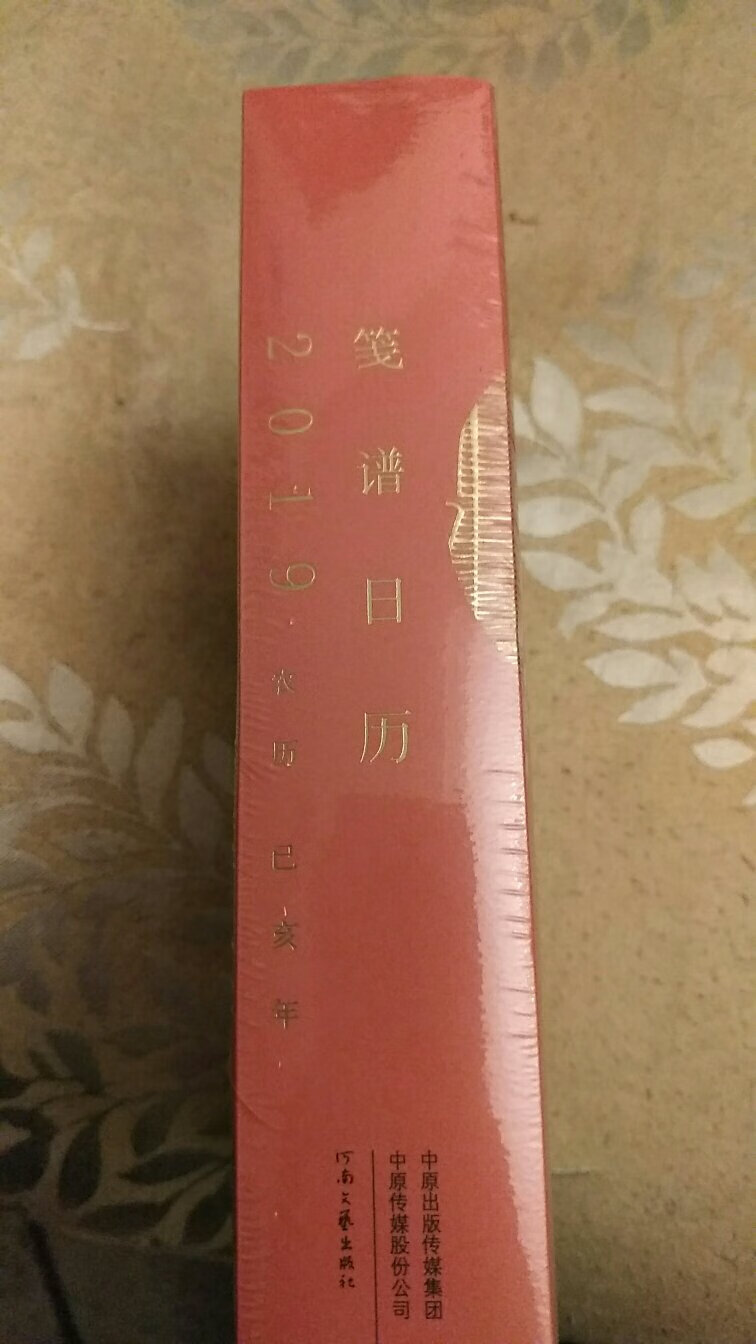 笺谱日历
2019·农历 己亥年·
中原出版传媒集团
中原传媒股份公司
河南文艺出版社